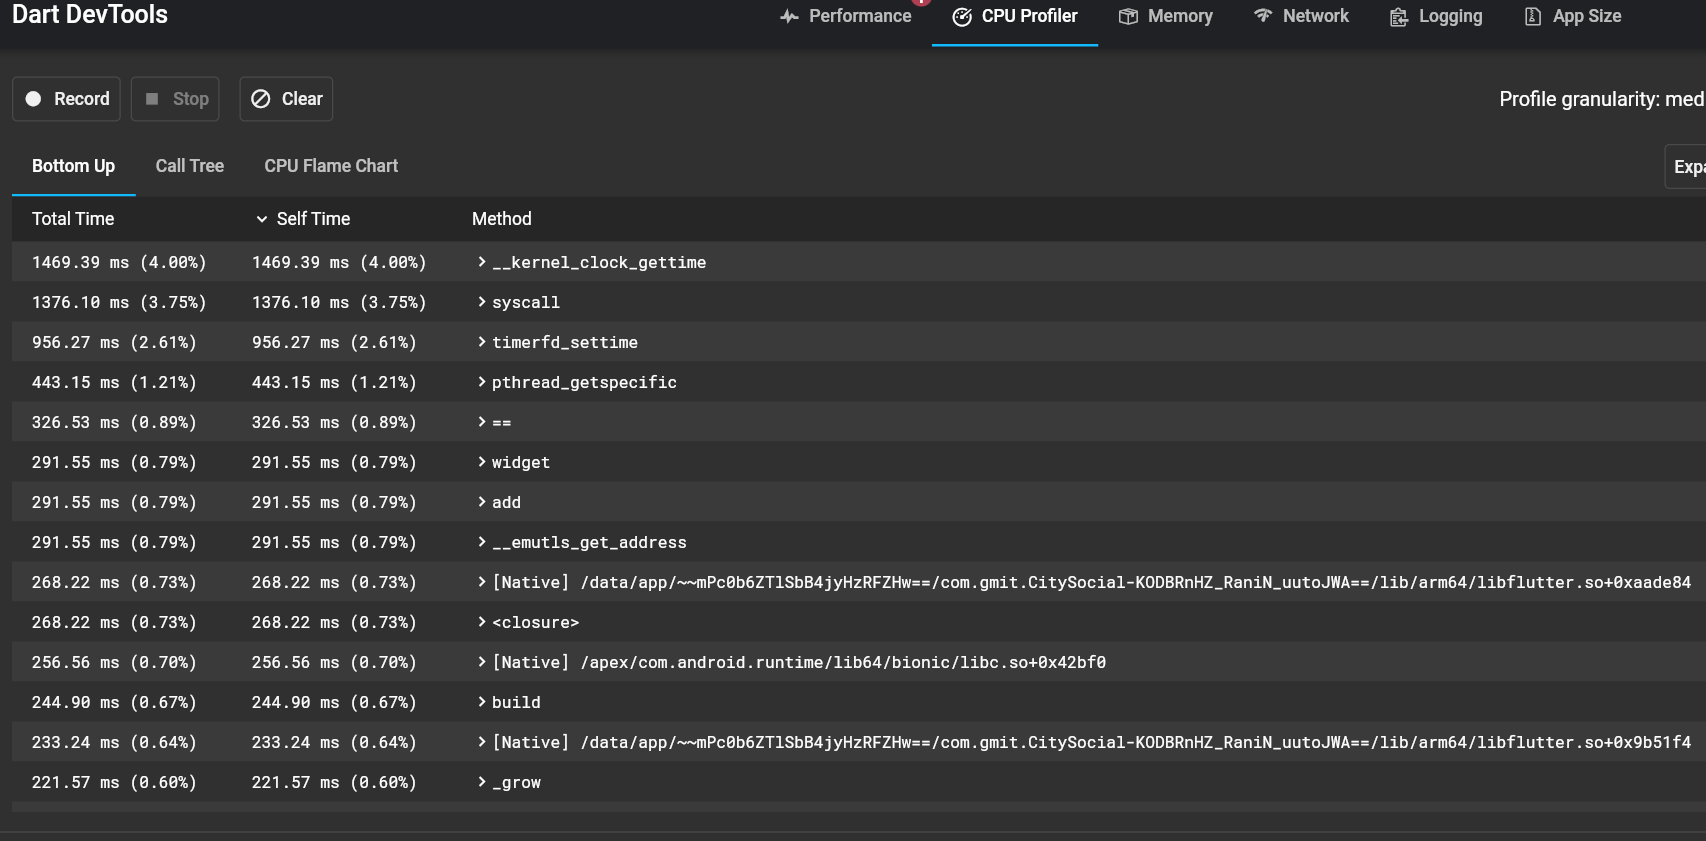 Dart DevTools Performance CPU Profiler Memory Network Logging App Size
Record Stop Clear Profile granularity: med
Bottom Up Call Tree CPU Flame Chart Expa
Total Time Self Time Method
1469.39 ms (4.00%) 1469.39 ms (4.00%) __kernel_clock_gettime
1376.10 ms (3.75%) 1376.10 ms (3.75%) syscall
956.27 ms (2.61%) 956.27 ms (2.61%) timerfd_settime
443.15 ms (1.21%) 443.15 ms (1.21%) pthread_getspecific
326.53 ms (0.89%) 326.53 ms (0.89%) ==
291.55 ms (0.79%) 291.55 ms (0.79%) widget
291.55 ms (0.79%) 291.55 ms (0.79%) add
291.55 ms (0.79%) 291.55 ms (0.79%) __emutls_get_address
268.22 ms (0.73%) 268.22 ms (0.73%) [Native] /data/app/~~mPc0b6ZTlSbB4jyHzRFZHw==/com.gmit.CitySocial-KODBRnHZ_RaniN_uutoJWA==/lib/arm64/libflutter.so+0xaade84
268.22 ms (0.73%) 268.22 ms (0.73%) <closure>
256.56 ms (0.70%) 256.56 ms (0.70%) [Native] /apex/com.android.runtime/lib64/bionic/libc.so+0x42bf0
244.90 ms (0.67%) 244.90 ms (0.67%) build
233.24 ms (0.64%) 233.24 ms (0.64%) [Native] /data/app/~~mPc0b6ZTlSbB4jyHzRFZHw==/com.gmit.CitySocial-KODBRnHZ_RaniN_uutoJWA==/lib/arm64/libflutter.so+0x9b51f4
221.57 ms (0.60%) 221.57 ms (0.60%) _grow